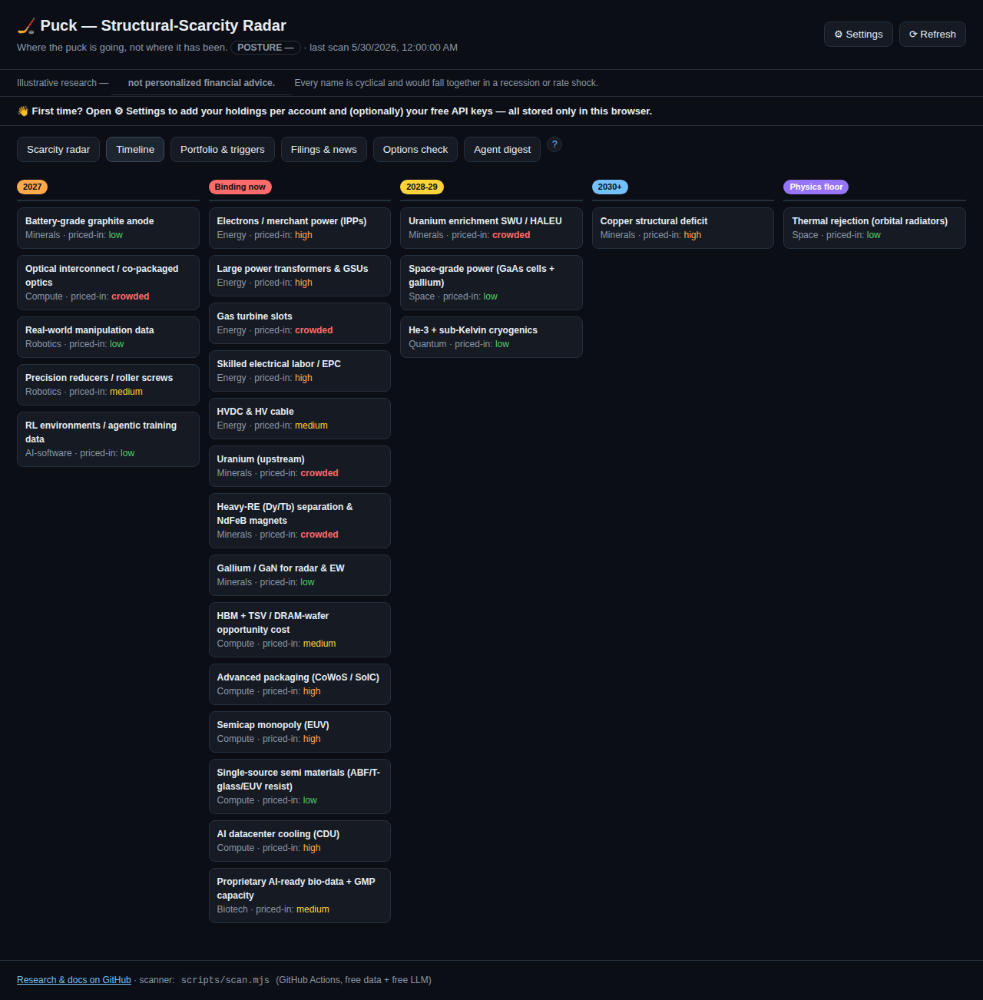 🏒 Puck — Structural-Scarcity Radar
Where the puck is going, not where it has been. POSTURE — · last scan 5/30/2026, 12:00:00 AM
⚙ Settings
⟳ Refresh
Illustrative research — not personalized financial advice. Every name is cyclical and would fall together in a recession or rate shock.
👋 First time? Open ⚙ Settings to add your holdings per account and (optionally) your free API keys — all stored only in this browser.
Scarcity radar
Timeline
Portfolio & triggers
Filings & news
Options check
Agent digest
?
2027
Battery-grade graphite anode
Minerals · priced-in: low
Optical interconnect / co-packaged
optics
Compute · priced-in: crowded
Real-world manipulation data
Robotics · priced-in: low
Precision reducers / roller screws
Robotics · priced-in: medium
RL environments / agentic training
data
AI-software · priced-in: low
Binding now
Electrons / merchant power (IPPs)
Energy · priced-in: high
Large power transformers & GSUs
Energy · priced-in: high
Gas turbine slots
Energy · priced-in: crowded
Skilled electrical labor / EPC
Energy · priced-in: high
HVDC & HV cable
Energy · priced-in: medium
Uranium (upstream)
Minerals · priced-in: crowded
Heavy-RE (Dy/Tb) separation &
NdFeB magnets
Minerals · priced-in: crowded
Gallium / GaN for radar & EW
Minerals · priced-in: low
HBM + TSV / DRAM-wafer
opportunity cost
Compute · priced-in: medium
Advanced packaging (CoWoS / SoIC)
Compute · priced-in: high
Semicap monopoly (EUV)
Compute · priced-in: high
Single-source semi materials (ABF/T-
glass/EUV resist)
Compute · priced-in: low
AI datacenter cooling (CDU)
Compute · priced-in: high
Proprietary AI-ready bio-data + GMP
capacity
Biotech · priced-in: medium
2028-29
Uranium enrichment SWU / HALEU
Minerals · priced-in: crowded
Space-grade power (GaAs cells +
gallium)
Space · priced-in: low
He-3 + sub-Kelvin cryogenics
Quantum · priced-in: low
2030+
Copper structural deficit
Minerals · priced-in: high
Physics floor
Thermal rejection (orbital radiators)
Space · priced-in: low
Research & docs on GitHub · scanner: scripts/scan.mjs (GitHub Actions, free data + free LLM)